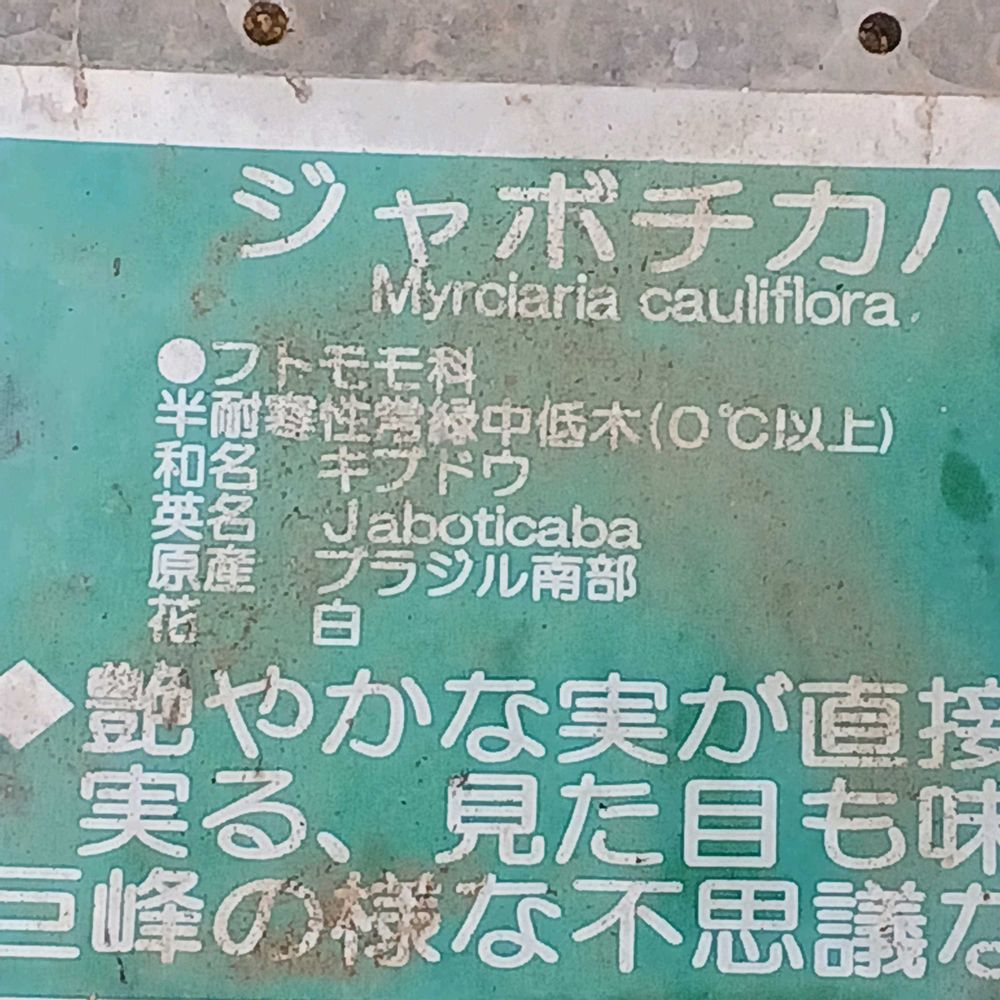 ジャボチカハ
Myrciaria cauliflora
●フトモモ科
半耐寒性常緑中低木(0℃以上)
和名 キブドウ
英名 Jaboticaba
原産 ブラジル南部
花 白
◆艶やかな実が直接
実る、見た目も味
巨峰の様な不思議な